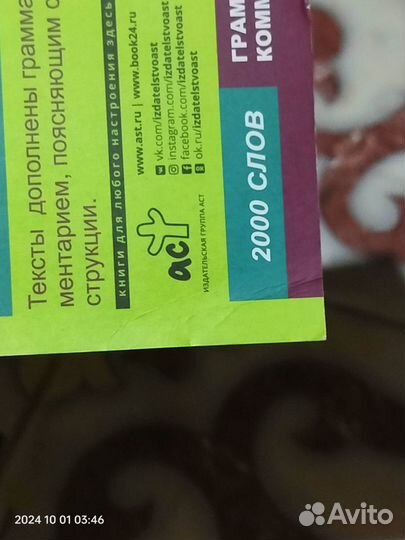 Тексты дополнены грамма
ментарием, поясняющим с
струкции.
книги для любого настроения здесь
www.ast.ru | www.book24.ru
vk.com/izdatelstvoast
instagram.com/izdatelstvoast
facebook.com/izdatelstvoast
ok.ru/izdatelstvoast
аст
ИЗДАТЕЛЬСКАЯ ГРУППА АСТ
ГРАМ
КОММ
2000 СЛОВ
2024 10 01 03:46
Avito